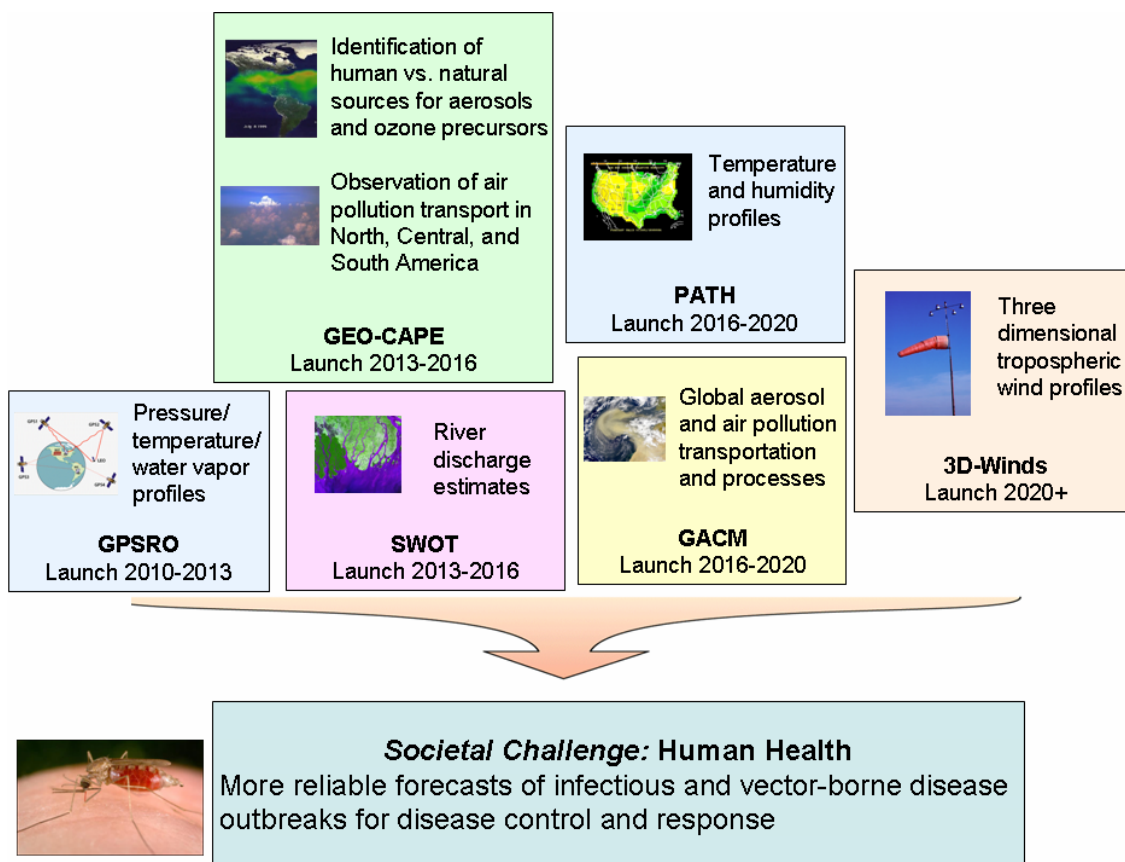 Identification of
human vs. natural
sources for aerosols
and ozone precursors
Observation of air
pollution transport in
North, Central, and
South America
GEO-CAPE
Launch 2013-2016
Temperature
and humidity
profiles
PATH
Launch 2016-2020
Three
dimensional
tropospheric
wind profiles
3D-Winds
Launch 2020+
Pressure/
temperature/
water vapor
profiles
GPSRO
Launch 2010-2013
River
discharge
estimates
SWOT
Launch 2013-2016
Global aerosol
and air pollution
transportation
and processes
GACM
Launch 2016-2020
Societal Challenge: Human Health
More reliable forecasts of infectious and vector-borne disease
outbreaks for disease control and response